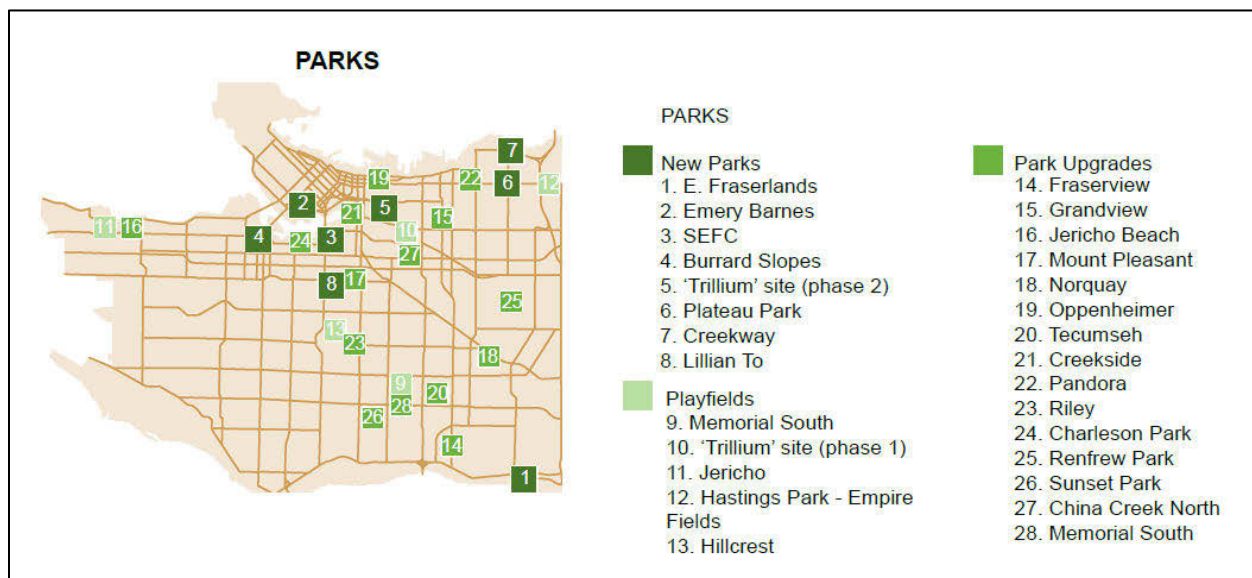 PARKS
7
19
22
6
12
2
5
21
15
11
16
10
4
24
3
27
8
17
25
13
23
18
9
20
28
26
14
1
PARKS
New Parks
1. E. Fraserlands
2. Emery Barnes
3. SEFC
4. Burrard Slopes
5. ‘Trillium’ site (phase 2)
6. Plateau Park
7. Creekway
8. Lillian To
Playfields
9. Memorial South
10. ‘Trillium’ site (phase 1)
11. Jericho
12. Hastings Park - Empire
Fields
13. Hillcrest
Park Upgrades
14. Fraserview
15. Grandview
16. Jericho Beach
17. Mount Pleasant
18. Norquay
19. Oppenheimer
20. Tecumseh
21. Creekside
22. Pandora
23. Riley
24. Charleson Park
25. Renfrew Park
26. Sunset Park
27. China Creek North
28. Memorial South